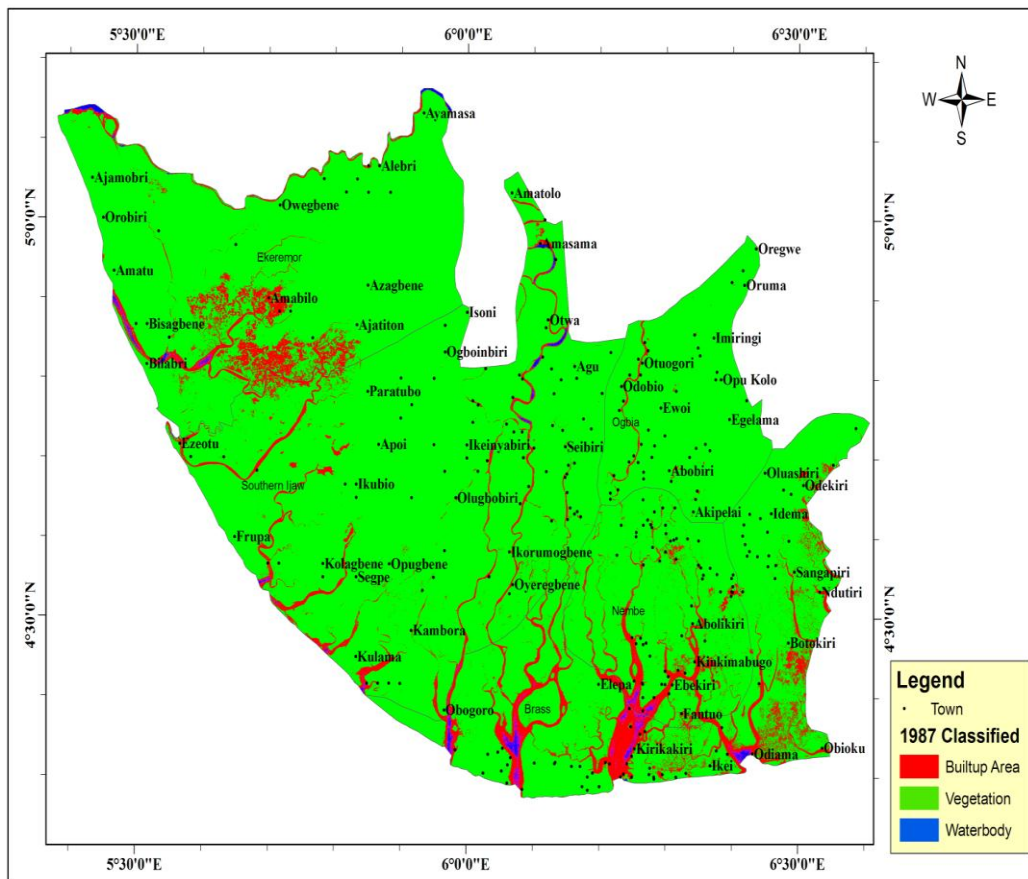 5°30'0"E 6°0'0"E 6°30'0"E
N
W E
S
Ayamasa
Alebri
Ajamobri
Amatolo
Owegbene
5°0'0"N 5°0'0"N
Orobiri
Amasama
Oregwe
Ekeremor
Amatu
Azagbene
Oruma
Amabilo
Isoni
Otwa
Bisagbene
Ajatiton
Imiringi
Ogboinbiri
Bilabri
Agu
Otuogori
Opu Kolo
Paratubo
Odobio
Ewoi
Egelama
Ogbia
Ezeotu
Apoi
Ikeinyabiri
Seibiri
Abobiri
Oluashiri
Southern Ijaw
Ikubio
Odekiri
Olugbobiri
Akipelai
Idema
Frupa
Ikorumogbene
Kolagbene
Opugbene
Segpe
Sangapiri
Oyeregbene
Ndutiri
Nembe
4°30'0"N 4°30'0"N
Kambora
Abolikiri
Botokiri
Kulama
Kinkimabugo
Elepa
Ebekiri
Obogoro
Brass
Fautuo
Kirikakiri
Odiama
Obioku
Ikei
Legend
Town
1987 Classified
Builtup Area
Vegetation
Waterbody
5°30'0"E 6°0'0"E 6°30'0"E